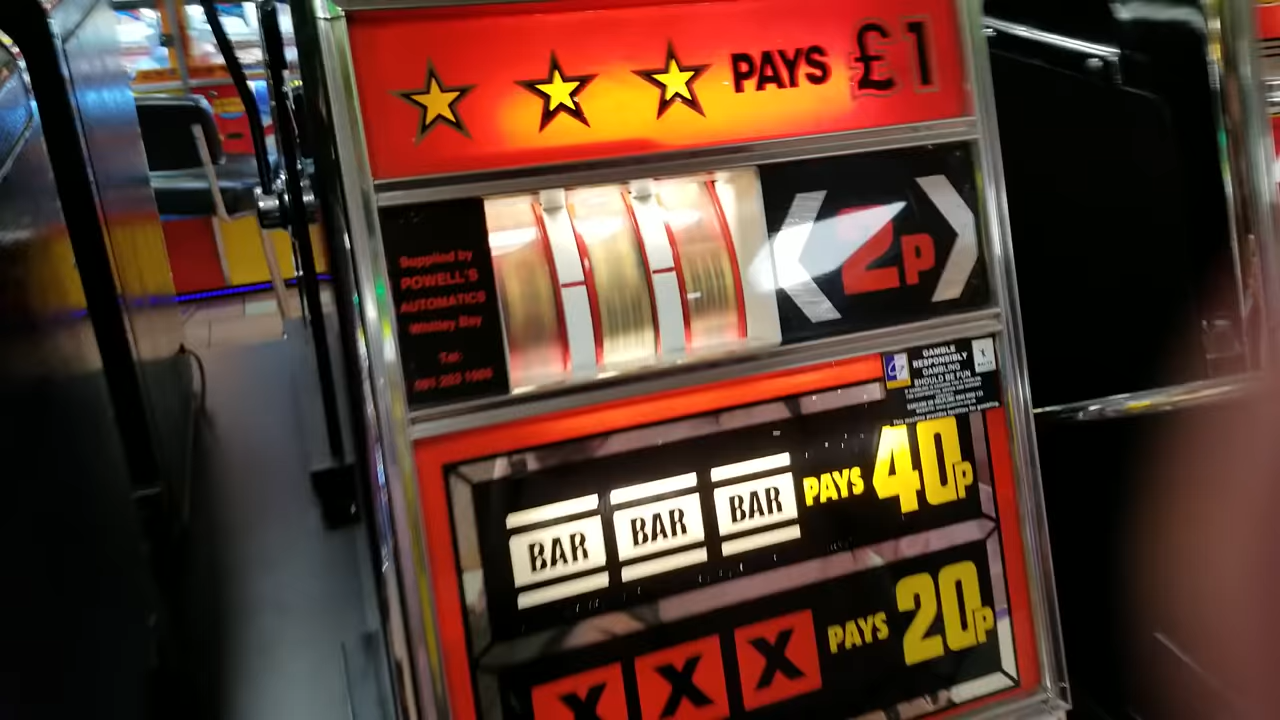 PAYS £1
Supplied by
POWELL'S
AUTOMATICS
Whitley Bay
Tel:
2p
GAMBLE
RESPONSIBLY
GAMBLING
SHOULD BE FUN
BAR BAR BAR PAYS 40p
X X X PAYS 20p